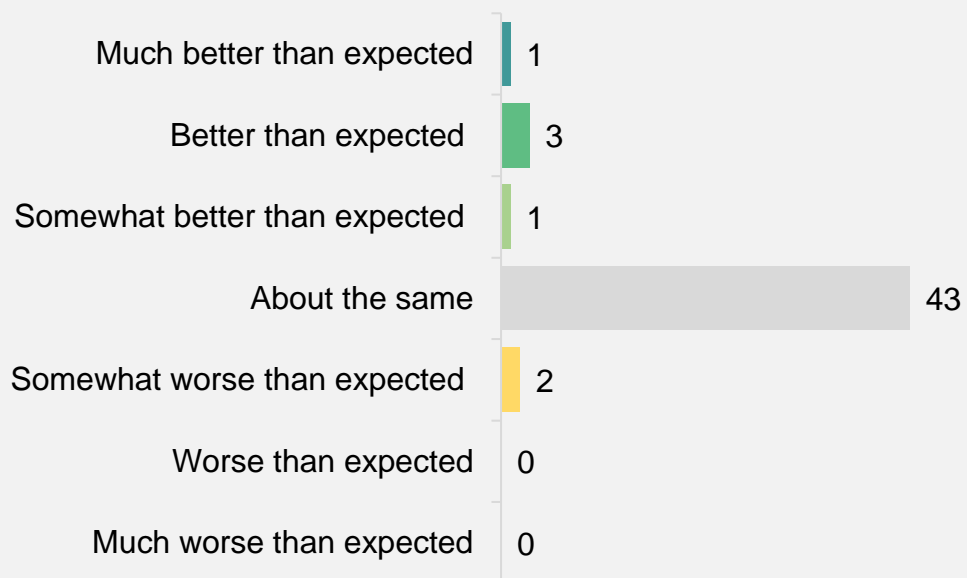 Much better than expected 1
Better than expected 3
Somewhat better than expected 1
About the same 43
Somewhat worse than expected 2
Worse than expected 0
Much worse than expected 0